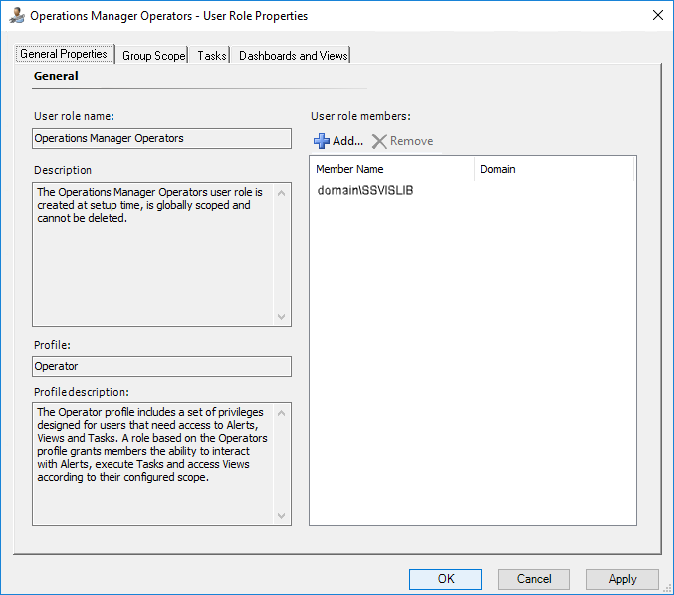 Operations Manager Operators - User Role Properties
General Properties
Group Scope
Tasks
Dashboards and Views
General
User role name:
Operations Manager Operators
Description
The Operations Manager Operators user role is
created at setup time, is globally scoped and
cannot be deleted.
Profile:
Operator
Profile description:
The Operator profile includes a set of privileges
designed for users that need access to Alerts,
Views and Tasks. A role based on the Operators
profile grants members the ability to interact
with Alerts, execute Tasks and access Views
according to their configured scope.
User role members:
Add... Remove
Member Name Domain
domain\SSVISLIB
OK Cancel Apply